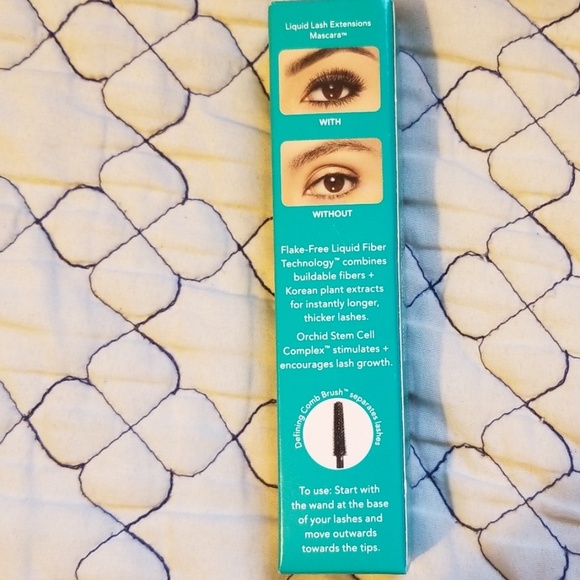 Liquid Lash Extensions
Mascara™
WITH
WITHOUT
Flake-Free Liquid Fiber
Technology™ combines
buildable fibers +
Korean plant extracts
for instantly longer,
thicker lashes.
Orchid Stem Cell
Complex™ stimulates +
encourages lash growth.
Defining Comb Brush™ separates lashes
To use: Start with
the wand at the base
of your lashes and
move outwards
towards the tips.